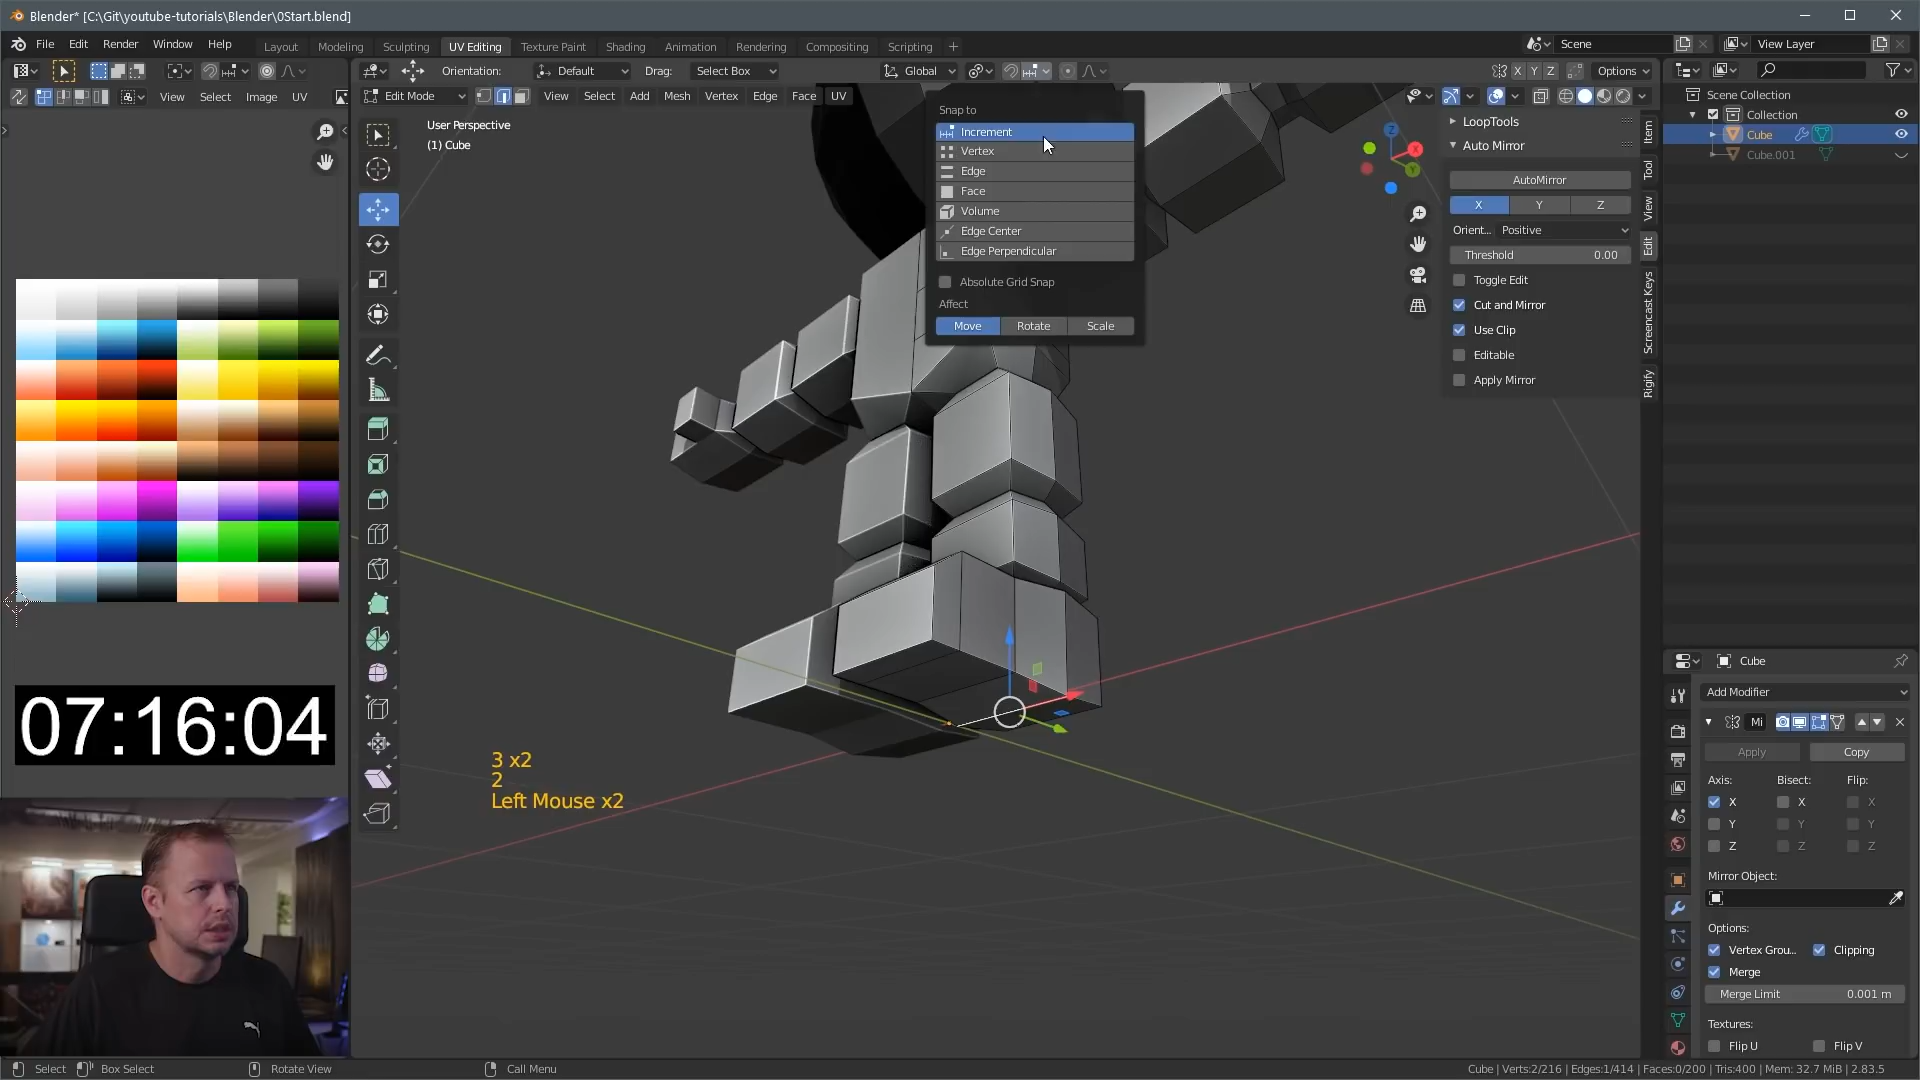 Blender* [C:\Git\youtube-tutorials\Blender\0Start.blend]
File Edit Render Window Help
Layout Modeling Sculpting UV Editing Texture Paint Shading Animation Rendering Compositing Scripting +
Scene
View Layer
Orientation: Default Drag: Select Box Global X Y Z Options
View Select Image UV
Edit Mode View Select Add Mesh Vertex Edge Face UV
User Perspective
(1) Cube
Snap to
Increment
Vertex
Edge
Face
Volume
Edge Center
Edge Perpendicular
Absolute Grid Snap
Affect
Move Rotate Scale
Z
X
Y
LoopTools
Auto Mirror
AutoMirror
X Y Z
Orient... Positive
Threshold 0.00
Toggle Edit
Cut and Mirror
Use Clip
Editable
Apply Mirror
Item
Tool
View
Edit
Screencast Keys
Rigify
Scene Collection
Collection
Cube
Cube.001
07:16:04
3 x2
2
Left Mouse x2
Cube
Add Modifier
Mi
Apply Copy
Axis: Bisect: Flip:
X X X
Y Y Y
Z Z Z
Mirror Object:
Options:
Vertex Grou... Clipping
Merge
Merge Limit 0.001 m
Textures:
Flip U Flip V
Select Box Select Rotate View Call Menu
Cube | Verts:2/216 | Edges:1/414 | Faces:0/200 | Tris:400 | Mem: 32.7 MiB | 2.83.5